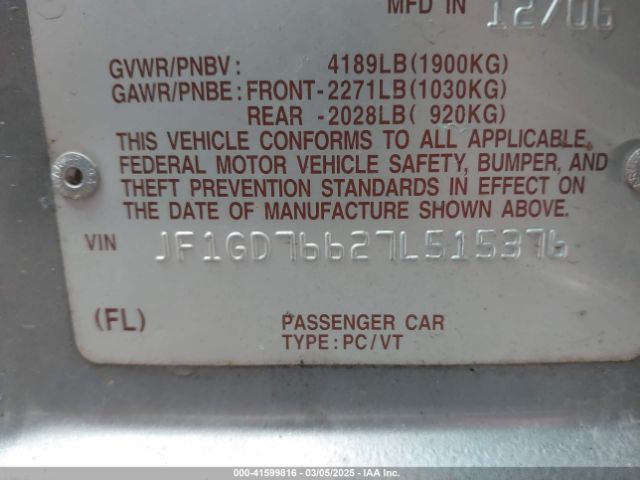 MFD IN 12/06
GVWR/PNBV: 4189LB(1900KG)
GAWR/PNBE: FRONT-2271LB(1030KG)
REAR -2028LB( 920KG)
THIS VEHICLE CONFORMS TO ALL APPLICABLE
FEDERAL MOTOR VEHICLE SAFETY, BUMPER, AND
THEFT PREVENTION STANDARDS IN EFFECT ON
THE DATE OF MANUFACTURE SHOWN ABOVE.
VIN JF1GD76627L515376
(FL) PASSENGER CAR
TYPE: PC/VT
000-41599816 - 03/05/2025 - IAA Inc.